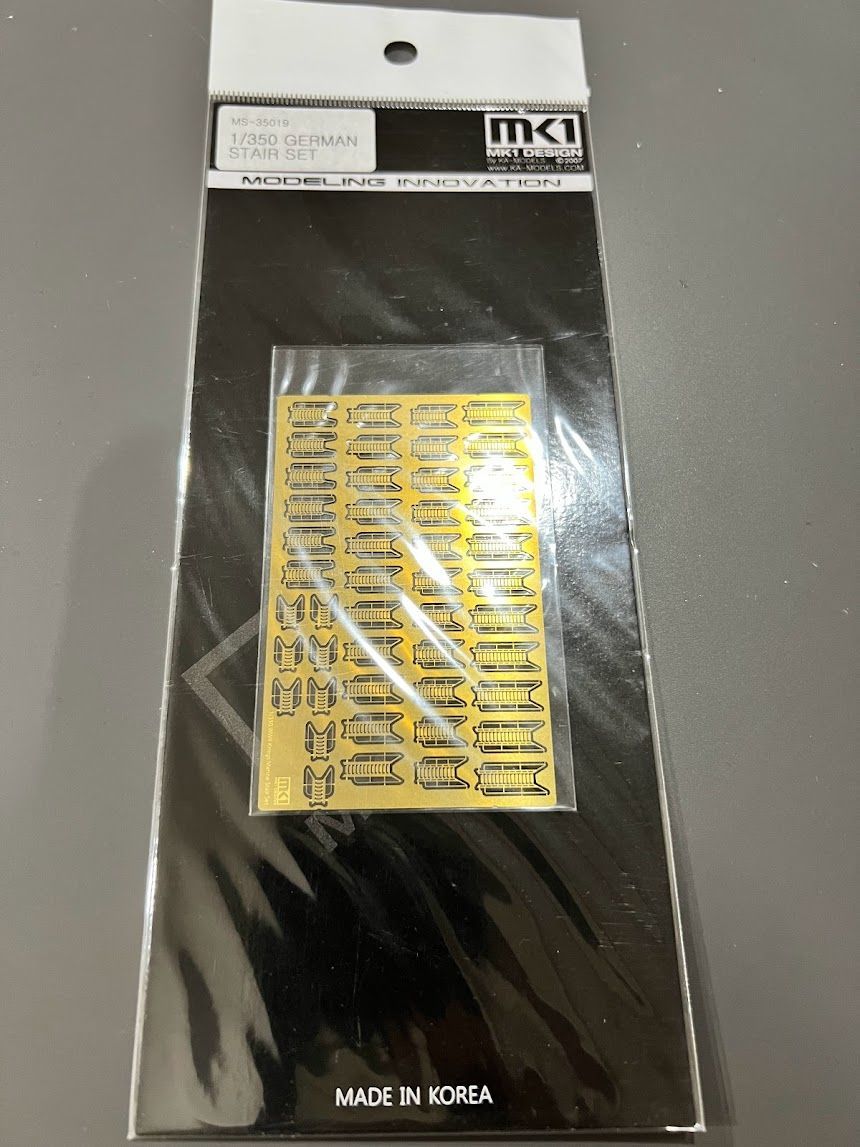 MS-35019
1/350 GERMAN
STAIR SET
MK1
MK1 DESIGN
By KA-MODELS ©2007
www.KA-MODELS.COM
MODELING INNOVATION
MK1
MADE IN KOREA